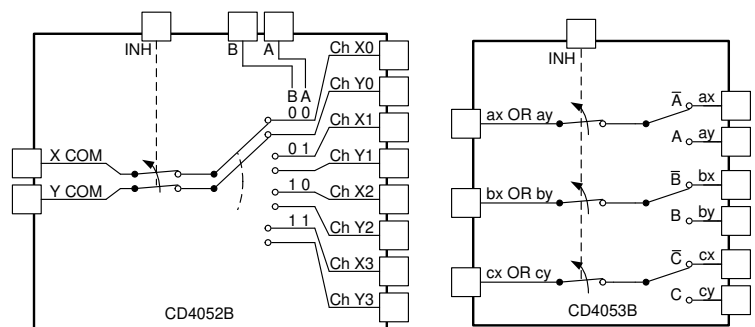 INH
B
A
Ch X0
Ch Y0
B A
0 0
Ch X1
0 1
Ch Y1
X COM
1 0
Ch X2
Y COM
Ch Y2
1 1
Ch X3
Ch Y3
CD4052B
INH
A̅
ax
ax OR ay
A
ay
B̅
bx
bx OR by
B
by
C̅
cx
cx OR cy
C
cy
CD4053B